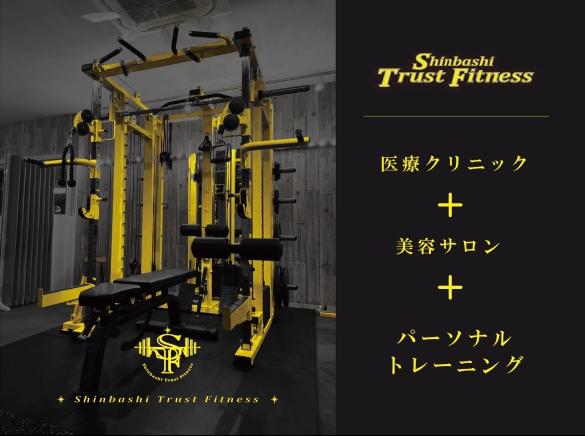 Shinbashi
Trust Fitness
医療クリニック
+
美容サロン
+
パーソナル
トレーニング
STF
Shinbashi Trust Fitness
Shinbashi Trust Fitness